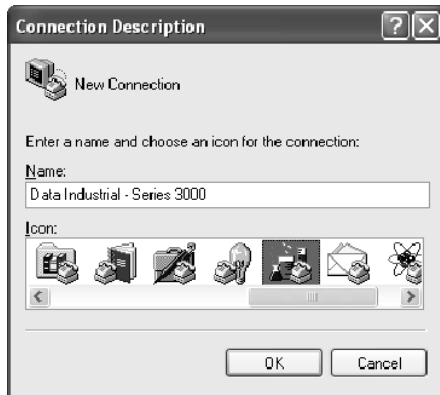 Connection Description
New Connection
Enter a name and choose an icon for the connection:
Name:
Data Industrial - Series 3000
Icon:
OK Cancel